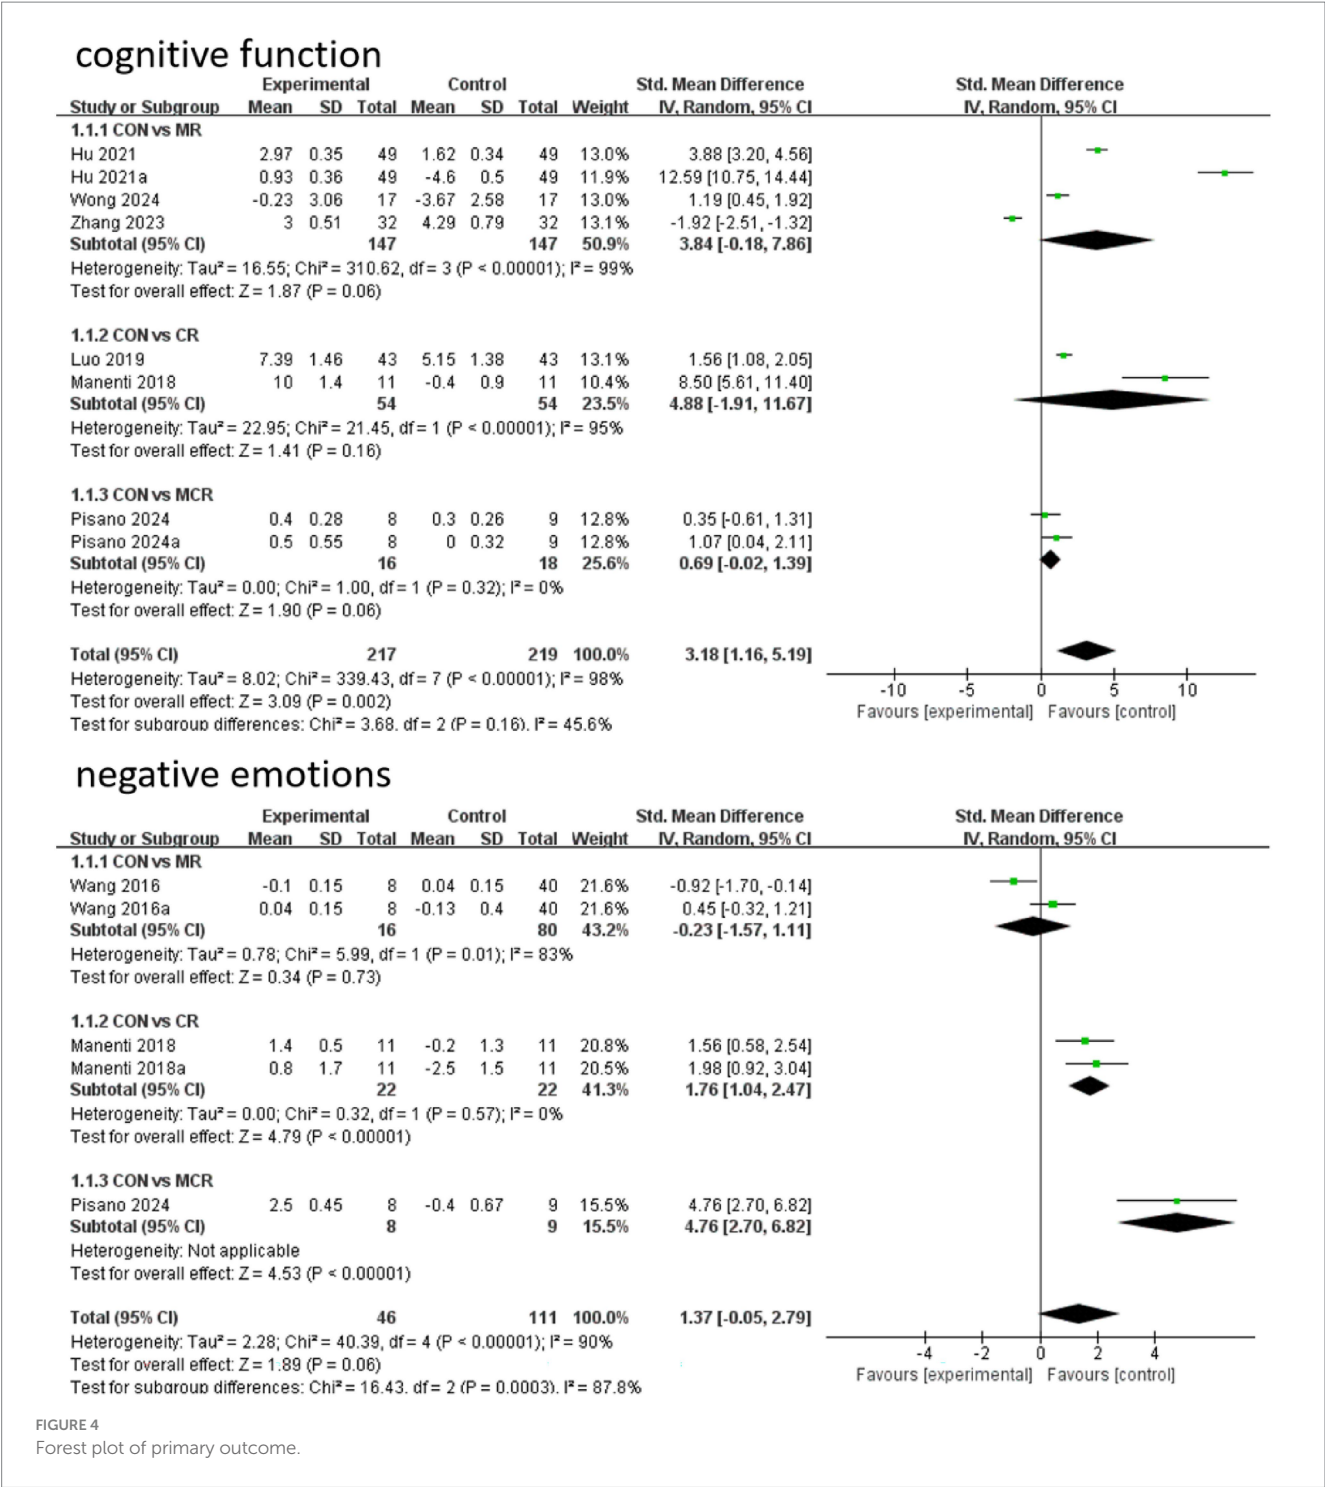 cognitive function
Experimental Control Std. Mean Difference Std. Mean Difference
Study or Subgroup Mean SD Total Mean SD Total Weight IV, Random, 95% CI IV, Random, 95% CI
1.1.1 CON vs MR
Hu 2021 2.97 0.35 49 1.62 0.34 49 13.0% 3.88 [3.20, 4.56]
Hu 2021a 0.93 0.36 49 -4.6 0.5 49 11.9% 12.59 [10.75, 14.44]
Wong 2024 -0.23 3.06 17 -3.67 2.58 17 13.0% 1.19 [0.45, 1.92]
Zhang 2023 3 0.51 32 4.29 0.79 32 13.1% -1.92 [-2.51, -1.32]
Subtotal (95% CI) 147 147 50.9% 3.84 [-0.18, 7.86]
Heterogeneity: Tau² = 16.55; Chi² = 310.62, df = 3 (P < 0.00001); I² = 99%
Test for overall effect: Z = 1.87 (P = 0.06)
1.1.2 CON vs CR
Luo 2019 7.39 1.46 43 5.15 1.38 43 13.1% 1.56 [1.08, 2.05]
Manenti 2018 10 1.4 11 -0.4 0.9 11 10.4% 8.50 [5.61, 11.40]
Subtotal (95% CI) 54 54 23.5% 4.88 [-1.91, 11.67]
Heterogeneity: Tau² = 22.95; Chi² = 21.45, df = 1 (P < 0.00001); I² = 95%
Test for overall effect: Z = 1.41 (P = 0.16)
1.1.3 CON vs MCR
Pisano 2024 0.4 0.28 8 0.3 0.26 9 12.8% 0.35 [-0.61, 1.31]
Pisano 2024a 0.5 0.55 8 0 0.32 9 12.8% 1.07 [0.04, 2.11]
Subtotal (95% CI) 16 18 25.6% 0.69 [-0.02, 1.39]
Heterogeneity: Tau² = 0.00; Chi² = 1.00, df = 1 (P = 0.32); I² = 0%
Test for overall effect: Z = 1.90 (P = 0.06)
Total (95% CI) 217 219 100.0% 3.18 [1.16, 5.19]
Heterogeneity: Tau² = 8.02; Chi² = 339.43, df = 7 (P < 0.00001); I² = 98%
Test for overall effect: Z = 3.09 (P = 0.002)
Test for subgroup differences: Chi² = 3.68. df = 2 (P = 0.16). I² = 45.6%
-10 -5 0 5 10
Favours [experimental] Favours [control]
negative emotions
Experimental Control Std. Mean Difference Std. Mean Difference
Study or Subgroup Mean SD Total Mean SD Total Weight IV, Random, 95% CI IV, Random, 95% CI
1.1.1 CON vs MR
Wang 2016 -0.1 0.15 8 0.04 0.15 40 21.6% -0.92 [-1.70, -0.14]
Wang 2016a 0.04 0.15 8 -0.13 0.4 40 21.6% 0.45 [-0.32, 1.21]
Subtotal (95% CI) 16 80 43.2% -0.23 [-1.57, 1.11]
Heterogeneity: Tau² = 0.78; Chi² = 5.99, df = 1 (P = 0.01); I² = 83%
Test for overall effect: Z = 0.34 (P = 0.73)
1.1.2 CON vs CR
Manenti 2018 1.4 0.5 11 -0.2 1.3 11 20.8% 1.56 [0.58, 2.54]
Manenti 2018a 0.8 1.7 11 -2.5 1.5 11 20.5% 1.98 [0.92, 3.04]
Subtotal (95% CI) 22 22 41.3% 1.76 [1.04, 2.47]
Heterogeneity: Tau² = 0.00; Chi² = 0.32, df = 1 (P = 0.57); I² = 0%
Test for overall effect: Z = 4.79 (P < 0.00001)
1.1.3 CON vs MCR
Pisano 2024 2.5 0.45 8 -0.4 0.67 9 15.5% 4.76 [2.70, 6.82]
Subtotal (95% CI) 8 9 15.5% 4.76 [2.70, 6.82]
Heterogeneity: Not applicable
Test for overall effect: Z = 4.53 (P < 0.00001)
Total (95% CI) 46 111 100.0% 1.37 [-0.05, 2.79]
Heterogeneity: Tau² = 2.28; Chi² = 40.39, df = 4 (P < 0.00001); I² = 90%
Test for overall effect: Z = 1.89 (P = 0.06)
Test for subgroup differences: Chi² = 16.43. df = 2 (P = 0.0003). I² = 87.8%
-4 -2 0 2 4
Favours [experimental] Favours [control]
FIGURE 4
Forest plot of primary outcome.